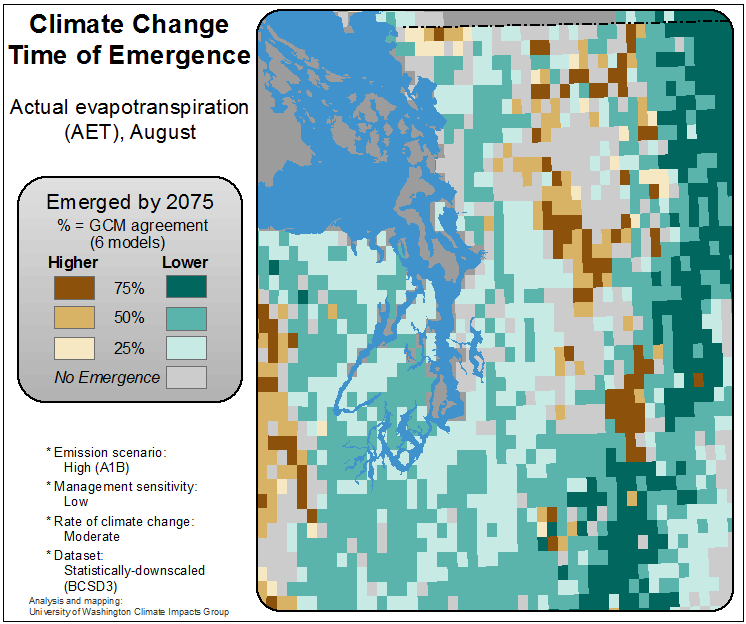 Climate Change
Time of Emergence
Actual evapotranspiration
(AET), August
Emerged by 2075
% = GCM agreement
(6 models)
Higher Lower
75%
50%
25%
No Emergence
* Emission scenario:
High (A1B)
* Management sensitivity:
Low
* Rate of climate change:
Moderate
* Dataset:
Statistically-downscaled
(BCSD3)
Analysis and mapping:
University of Washington Climate Impacts Group